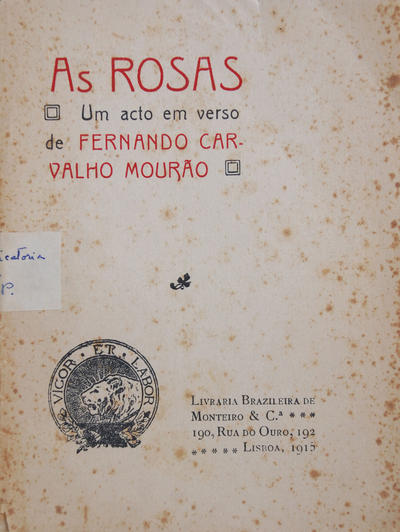 As ROSAS
Um acto em verso
de FERNANDO CAR-
VALHO MOURÃO
icatoria
P.
VIGOR ET LABOR
LIVRARIA BRAZILEIRA DE
MONTEIRO & C.ª * * *
190, RUA DO OURO, 192
* * * * * LISBOA, 1915